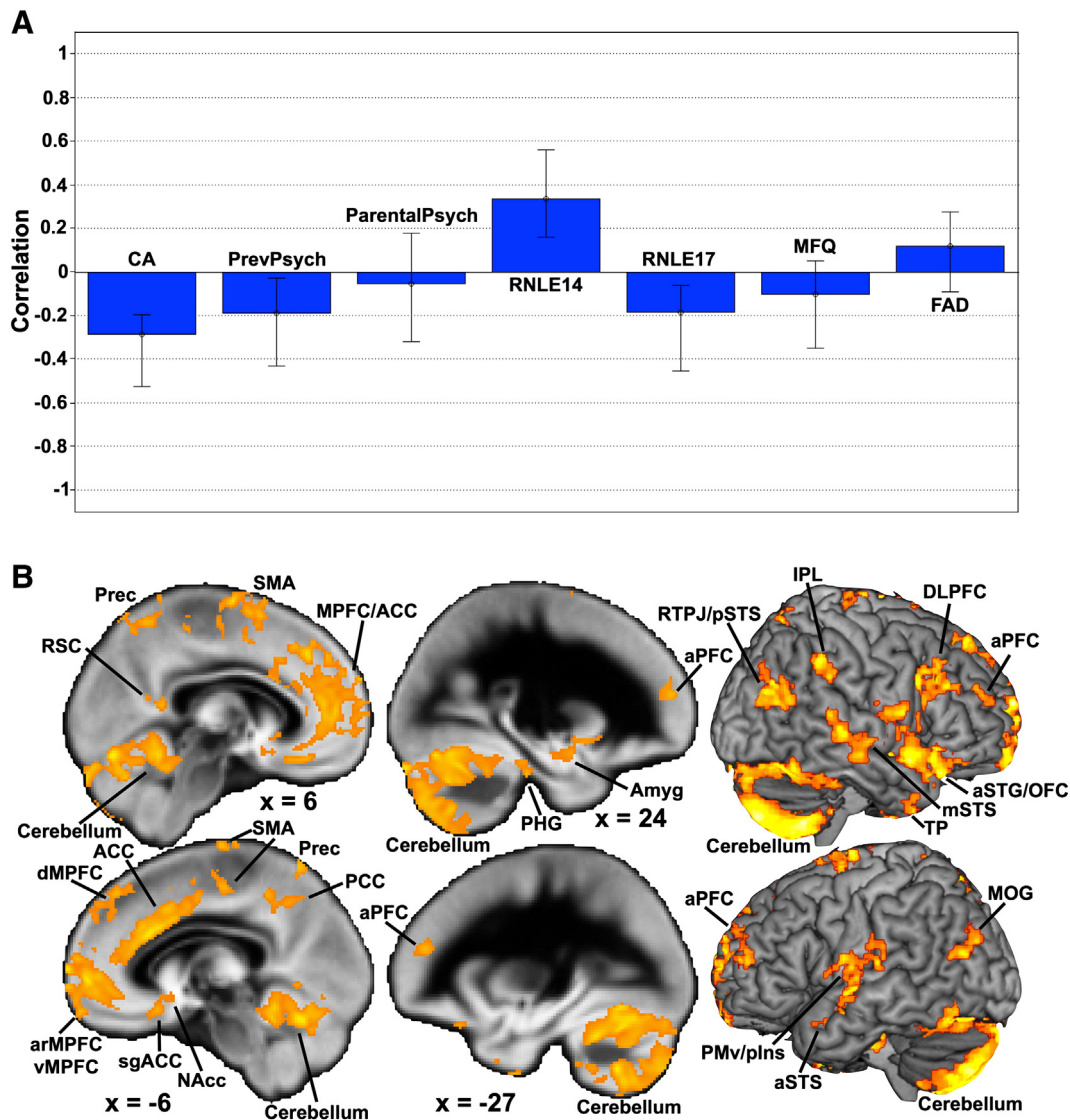 A
Correlation
1
0.8
0.6
0.4
0.2
0
-0.2
-0.4
-0.6
-0.8
-1
CA
PrevPsych
ParentalPsych
RNLE14
RNLE17
MFQ
FAD
B
Prec
SMA
MPFC/ACC
RSC
Cerebellum
x = 6
aPFC
Amyg
PHG
x = 24
Cerebellum
IPL
DLPFC
RTPJ/pSTS
aPFC
aSTG/OFC
mSTS
TP
Cerebellum
SMA
ACC
Prec
dMPFC
PCC
arMPFC
vMPFC
sgACC
NAcc
Cerebellum
x = -6
aPFC
x = -27
Cerebellum
aPFC
MOG
PMv/pIns
aSTS
Cerebellum